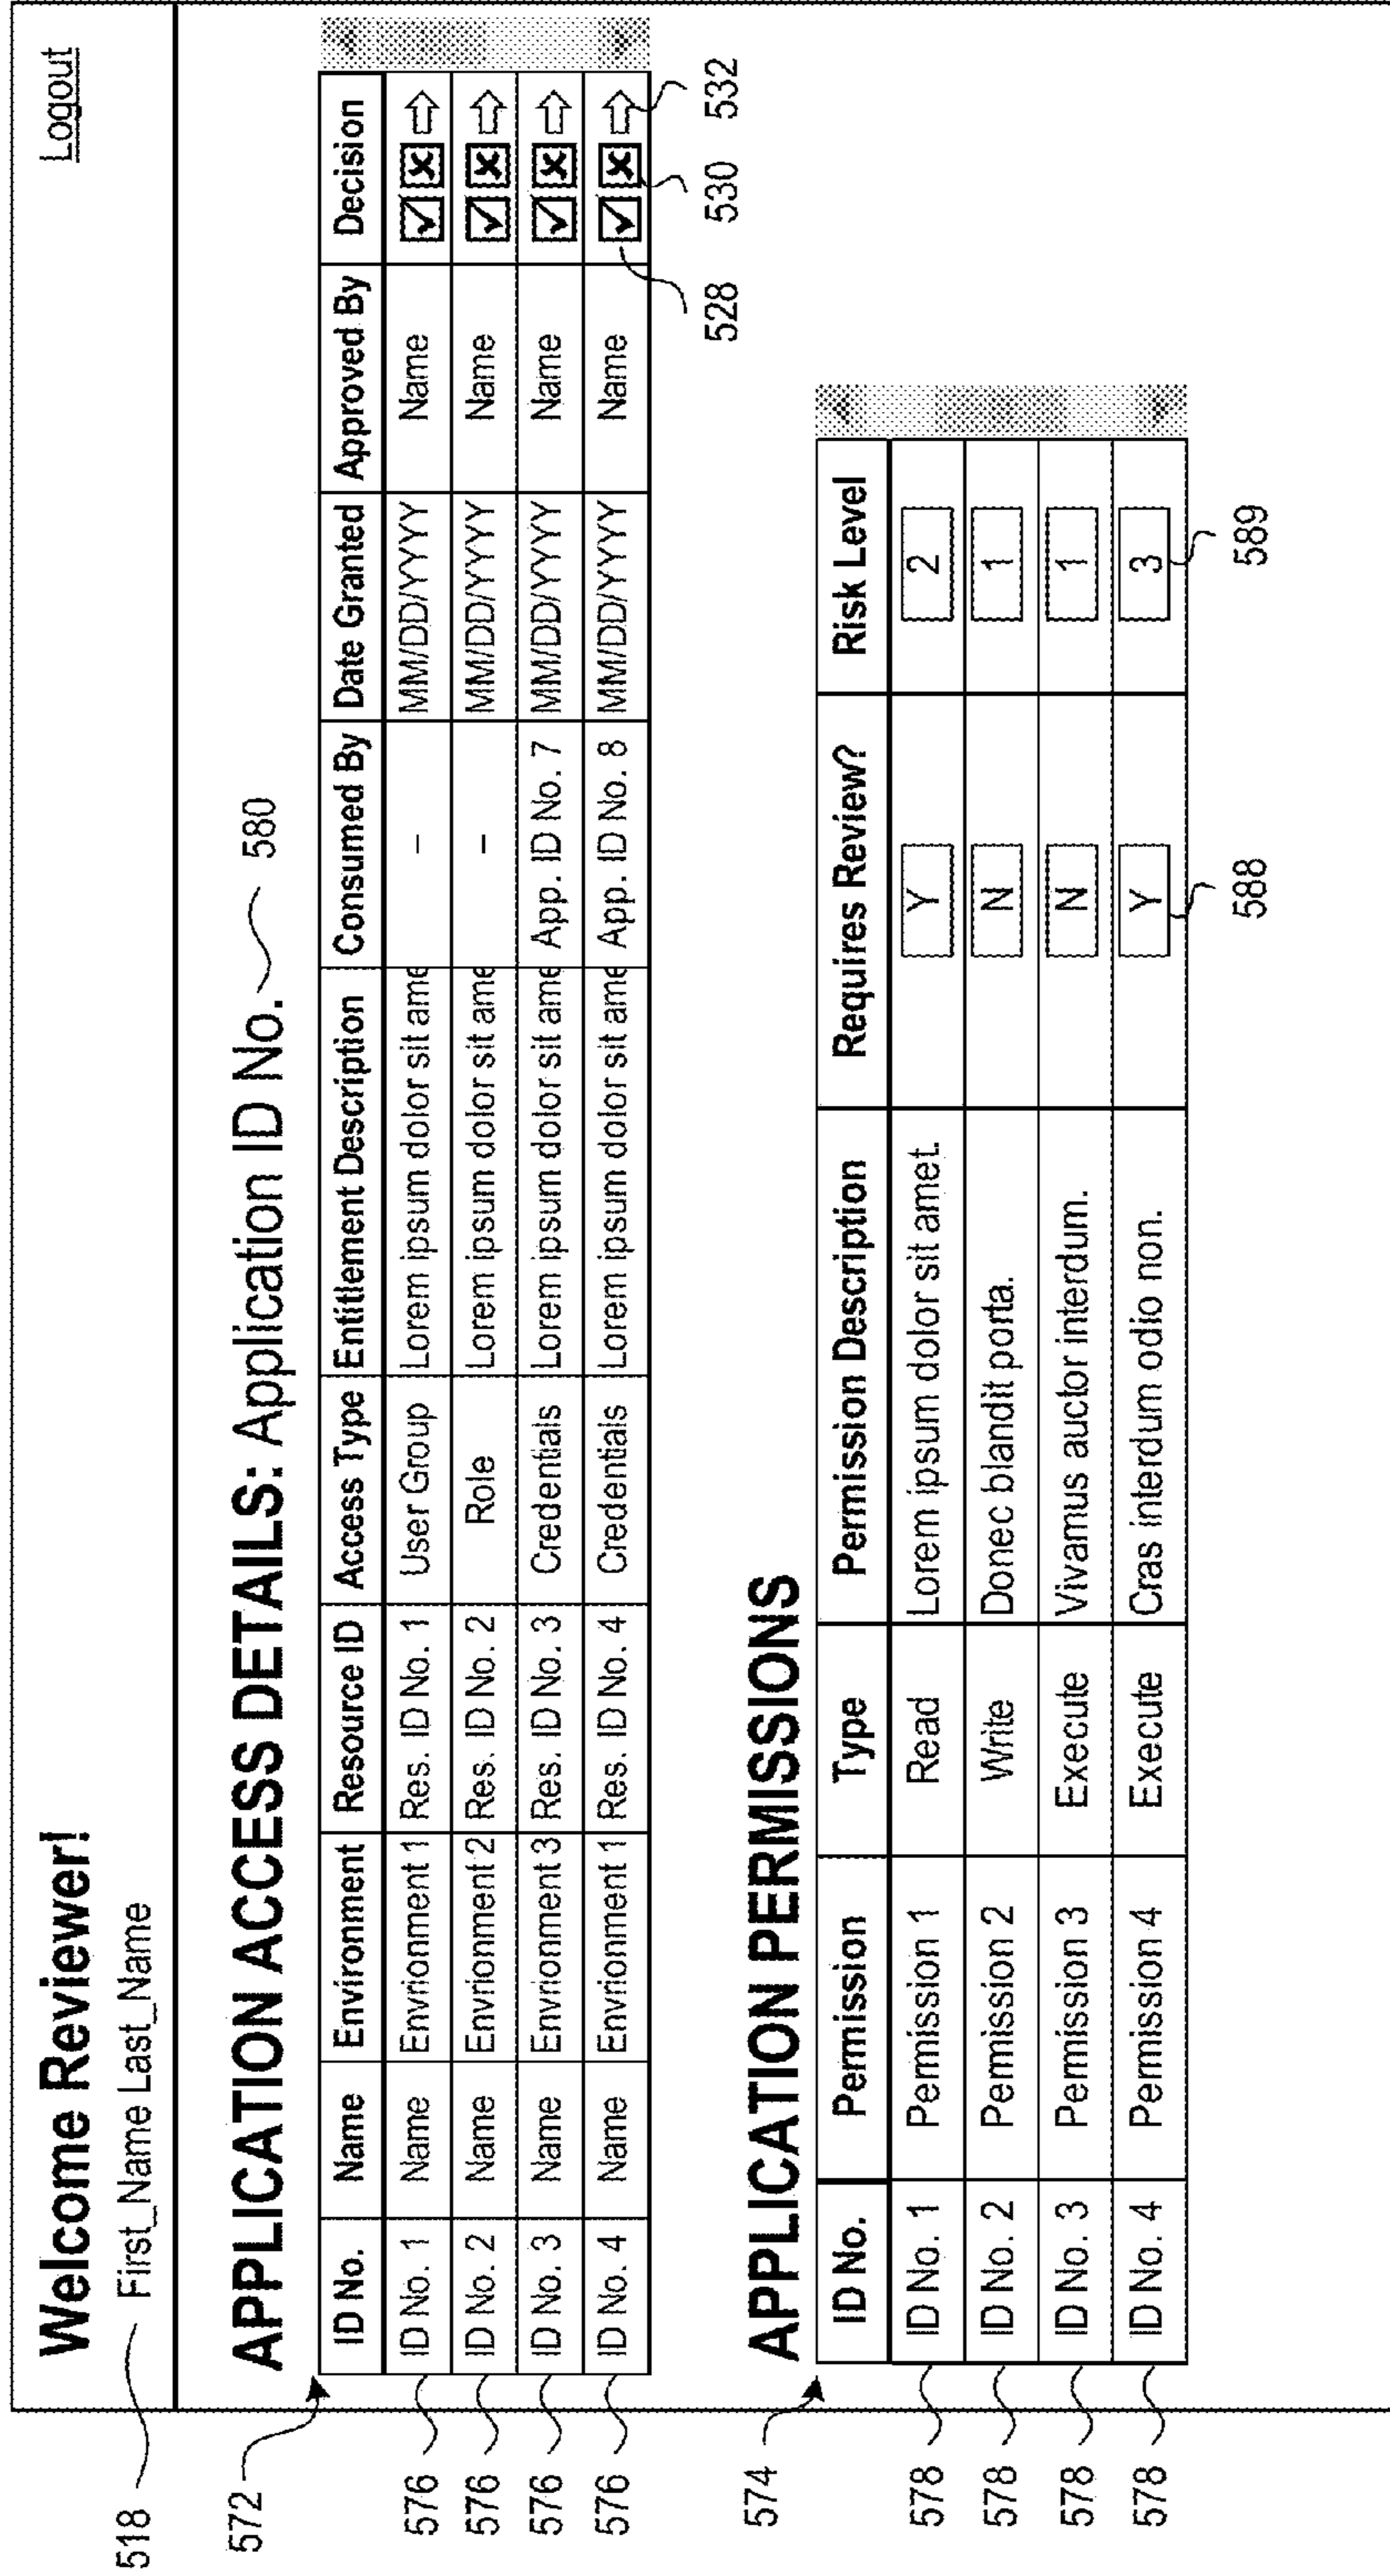 Welcome Reviewer! Logout
518 First_Name Last_Name
APPLICATION ACCESS DETAILS: Application ID No. 580
572
ID No. Name Environment Resource ID Access Type Entitlement Description Consumed By Date Granted Approved By Decision
576 ID No. 1 Name Envrionment 1 Res. ID No. 1 User Group Lorem ipsum dolor sit ame – MM/DD/YYYY Name
576 ID No. 2 Name Envrionment 2 Res. ID No. 2 Role Lorem ipsum dolor sit ame – MM/DD/YYYY Name
576 ID No. 3 Name Envrionment 3 Res. ID No. 3 Credentials Lorem ipsum dolor sit ame App. ID No. 7 MM/DD/YYYY Name
576 ID No. 4 Name Envrionment 1 Res. ID No. 4 Credentials Lorem ipsum dolor sit ame App. ID No. 8 MM/DD/YYYY Name
528 530 532
APPLICATION PERMISSIONS
574
ID No. Permission Type Permission Description Requires Review? Risk Level
578 ID No. 1 Permission 1 Read Lorem ipsum dolor sit amet. Y 2
578 ID No. 2 Permission 2 Write Donec blandit porta. N 1
578 ID No. 3 Permission 3 Execute Vivamus auctor interdum. N 1
578 ID No. 4 Permission 4 Execute Cras interdum odio non. Y 3
588 589